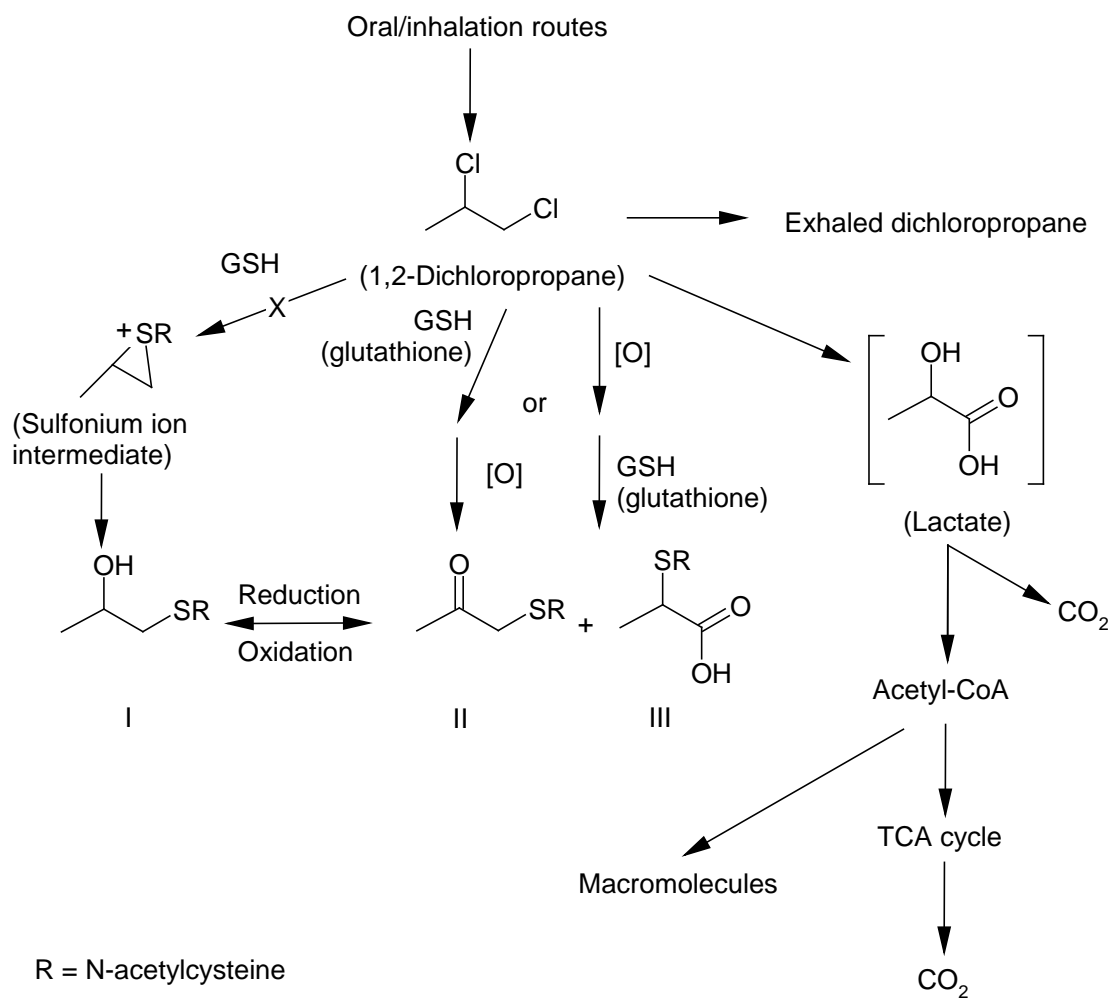 Oral/inhalation routes
Cl
Cl
Exhaled dichloropropane
GSH
(1,2-Dichloropropane)
X
GSH
(glutathione)
[O]
+
SR
OH
O
OH
or
(Sulfonium ion
intermediate)
[O]
GSH
(glutathione)
(Lactate)
OH
SR
Reduction
Oxidation
O
SR
+
SR
O
OH
CO2
Acetyl-CoA
I
II
III
TCA cycle
Macromolecules
R = N-acetylcysteine
CO2